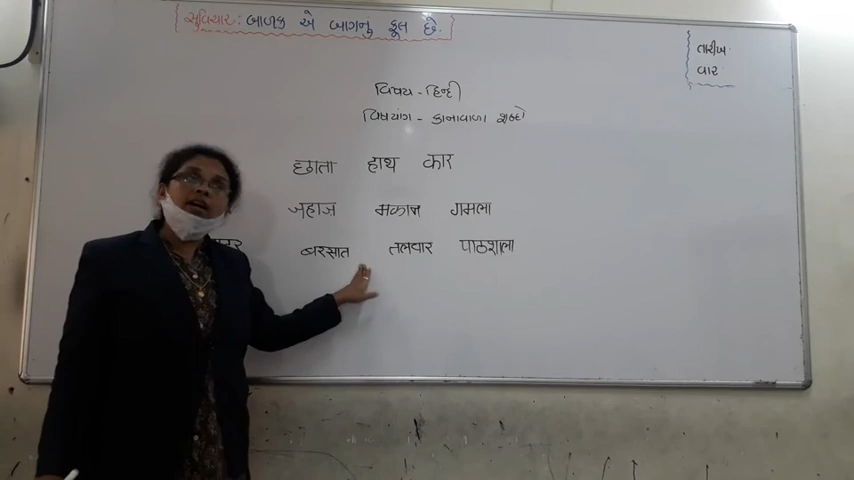 સુવિચાર: બાળક એ બાગનુ ફૂલ છે.
તારીખ
વાર
વિષય - હિન્દી
વિષયાંગ - કાનાવાળા શબ્દો
छाता हाथ कार
जहाज मकान गमला
बरसात तलवार पाठशाला